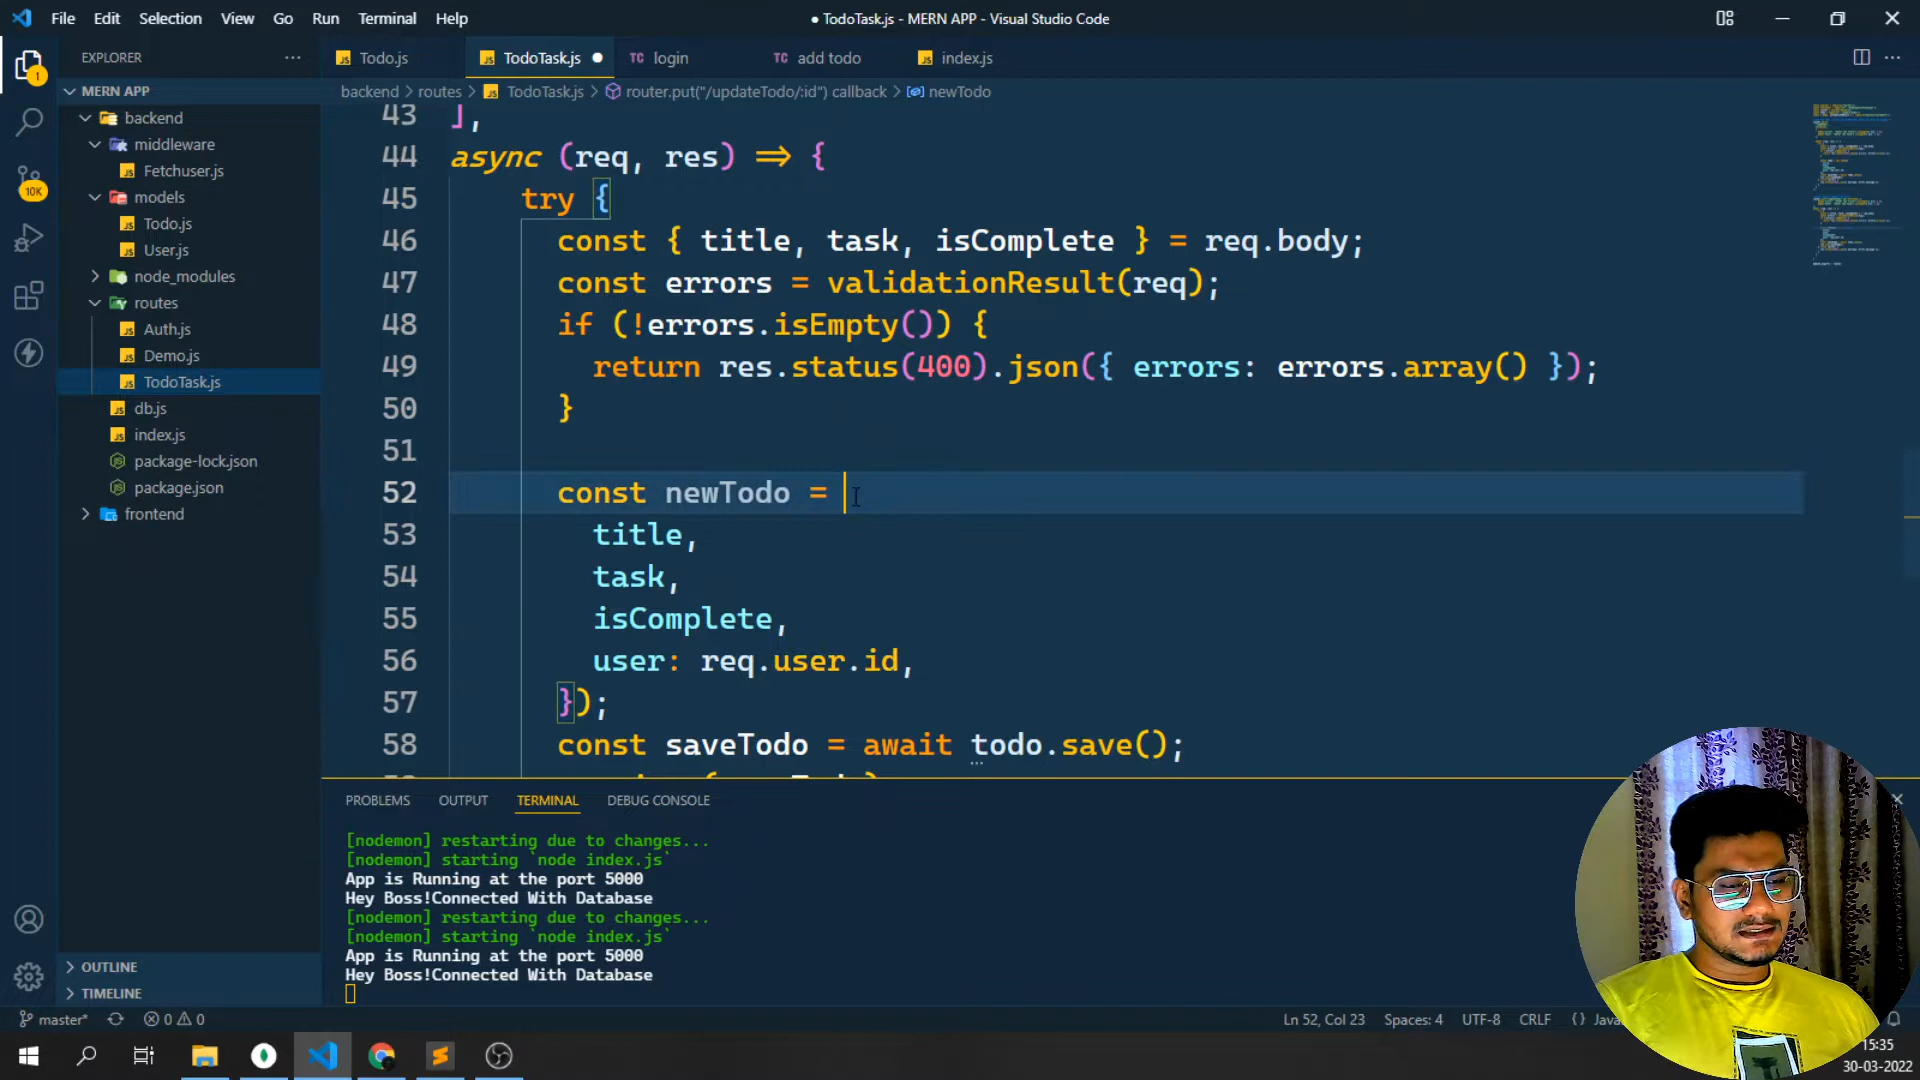 File Edit Selection View Go Run Terminal Help
● TodoTask.js - MERN APP - Visual Studio Code
EXPLORER
Todo.js
TodoTask.js
TC login
TC add todo
index.js
MERN APP
backend > routes > TodoTask.js > router.put("/updateTodo/:id") callback > newTodo
1
10K
backend
middleware
Fetchuser.js
models
Todo.js
User.js
node_modules
routes
Auth.js
Demo.js
TodoTask.js
db.js
index.js
package-lock.json
package.json
frontend
43 ],
44 async (req, res) => {
45 try {
46 const { title, task, isComplete } = req.body;
47 const errors = validationResult(req);
48 if (!errors.isEmpty()) {
49 return res.status(400).json({ errors: errors.array() });
50 }
51
52 const newTodo =
53 title,
54 task,
55 isComplete,
56 user: req.user.id,
57 });
58 const saveTodo = await todo.save();
PROBLEMS OUTPUT TERMINAL DEBUG CONSOLE
[nodemon] restarting due to changes...
[nodemon] starting `node index.js`
App is Running at the port 5000
Hey Boss!Connected With Database
[nodemon] restarting due to changes...
[nodemon] starting `node index.js`
App is Running at the port 5000
Hey Boss!Connected With Database
OUTLINE
TIMELINE
master* 0 0
Ln 52, Col 23 Spaces: 4 UTF-8 CRLF {}
15:35
30-03-2022